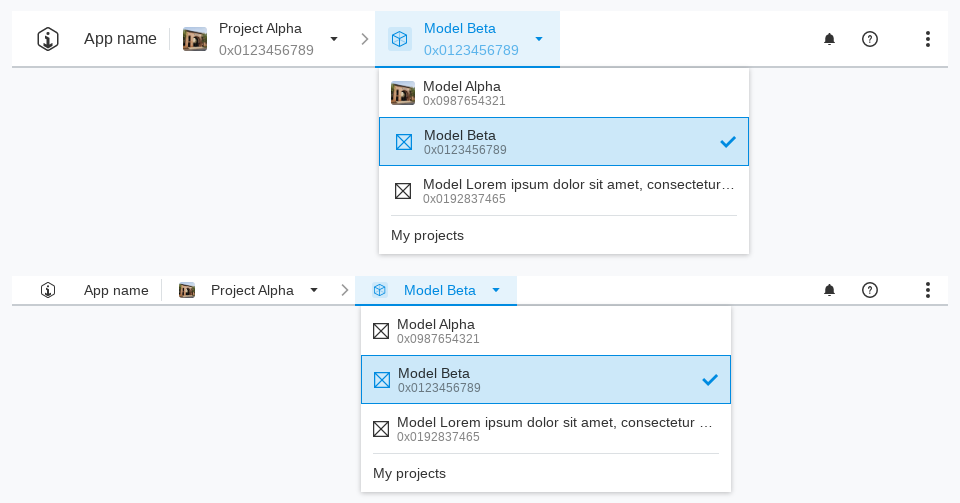 App name
Project Alpha
0x0123456789
Model Beta
0x0123456789
Model Alpha
0x0987654321
Model Beta
0x0123456789
Model Lorem ipsum dolor sit amet, consectetur…
0x0192837465
My projects
App name
Project Alpha
Model Beta
Model Alpha
0x0987654321
Model Beta
0x0123456789
Model Lorem ipsum dolor sit amet, consectetur …
0x0192837465
My projects